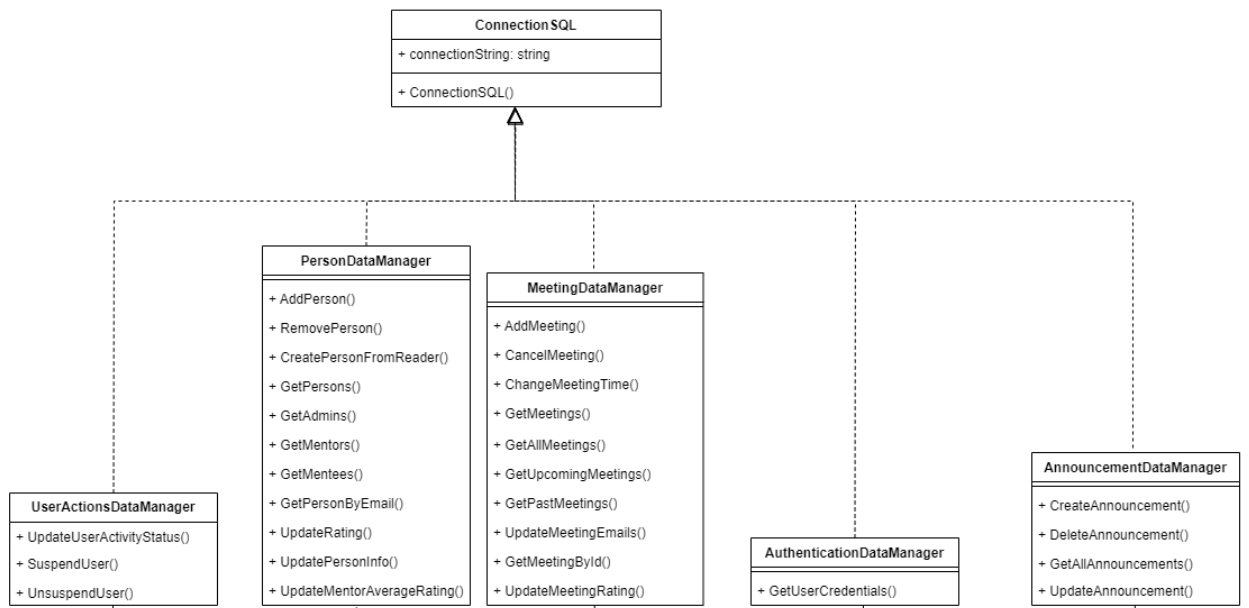 ConnectionSQL
+ connectionString: string
+ ConnectionSQL()
PersonDataManager
+ AddPerson()
+ RemovePerson()
+ CreatePersonFromReader()
+ GetPersons()
+ GetAdmins()
+ GetMentors()
+ GetMentees()
+ GetPersonByEmail()
+ UpdateRating()
+ UpdatePersonInfo()
+ UpdateMentorAverageRating()
MeetingDataManager
+ AddMeeting()
+ CancelMeeting()
+ ChangeMeetingTime()
+ GetMeetings()
+ GetAllMeetings()
+ GetUpcomingMeetings()
+ GetPastMeetings()
+ UpdateMeetingEmails()
+ GetMeetingById()
+ UpdateMeetingRating()
UserActionsDataManager
+ UpdateUserActivityStatus()
+ SuspendUser()
+ UnsuspendUser()
AuthenticationDataManager
+ GetUserCredentials()
AnnouncementDataManager
+ CreateAnnouncement()
+ DeleteAnnouncement()
+ GetAllAnnouncements()
+ UpdateAnnouncement()